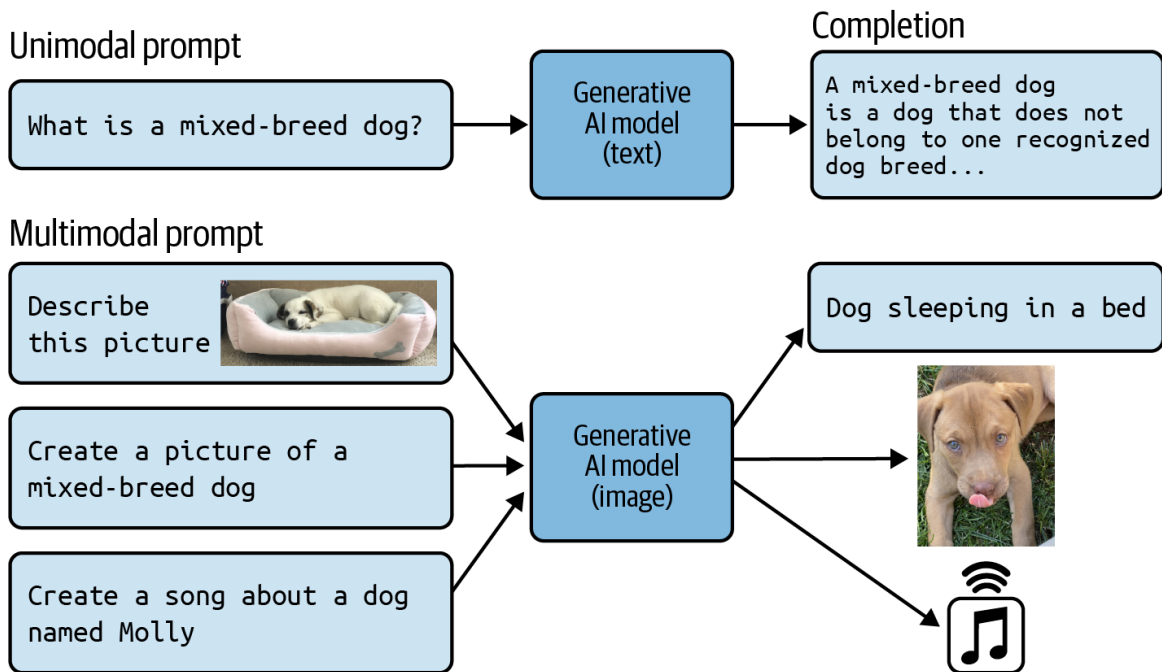 Unimodal prompt
What is a mixed-breed dog?
Generative
AI model
(text)
Completion
A mixed-breed dog
is a dog that does not
belong to one recognized
dog breed...
Multimodal prompt
Describe
this picture
Create a picture of a
mixed-breed dog
Create a song about a dog
named Molly
Generative
AI model
(image)
Dog sleeping in a bed